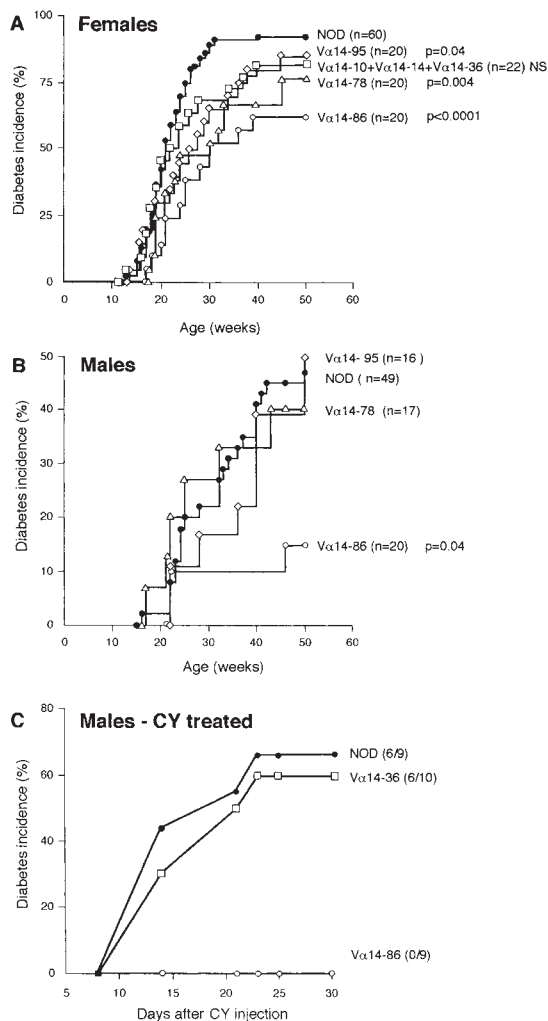 A Females
100
75
50
25
0
Diabetes incidence (%)
NOD (n=60)
Vα14-95 (n=20) p=0.04
Vα14-10+Vα14-14+Vα14-36 (n=22) NS
Vα14-78 (n=20) p=0.004
Vα14-86 (n=20) p<0.0001
0 10 20 30 40 50 60
Age (weeks)
B Males
50
40
30
20
10
0
Diabetes incidence (%)
Vα14- 95 (n=16 )
NOD ( n=49)
Vα14-78 (n=17)
Vα14-86 (n=20) p=0.04
0 10 20 30 40 50 60
Age (weeks)
C Males - CY treated
80
60
40
20
0
Diabetes incidence (%)
NOD (6/9)
Vα14-36 (6/10)
Vα14-86 (0/9)
5 10 15 20 25 30
Days after CY injection